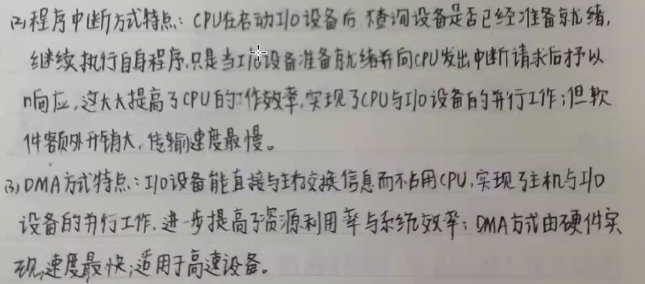 (2)程序中断方式特点：CPU在启动I/O设备后,不查询设备是否已经准备就绪,
继续执行自身程序,只是当I/O设备准备就绪并向CPU发出中断请求后才予以
响应,这大大提高了CPU的工作效率,实现了CPU与I/O设备的并行工作；但软
件额外开销大,传输速度最慢。
(3)DMA方式特点：I/O设备能直接与主存交换信息而不占用CPU,实现了主机与I/O
设备的并行工作,进一步提高了资源利用率与系统效率；DMA方式由硬件实
现,速度最快；适用于高速设备。